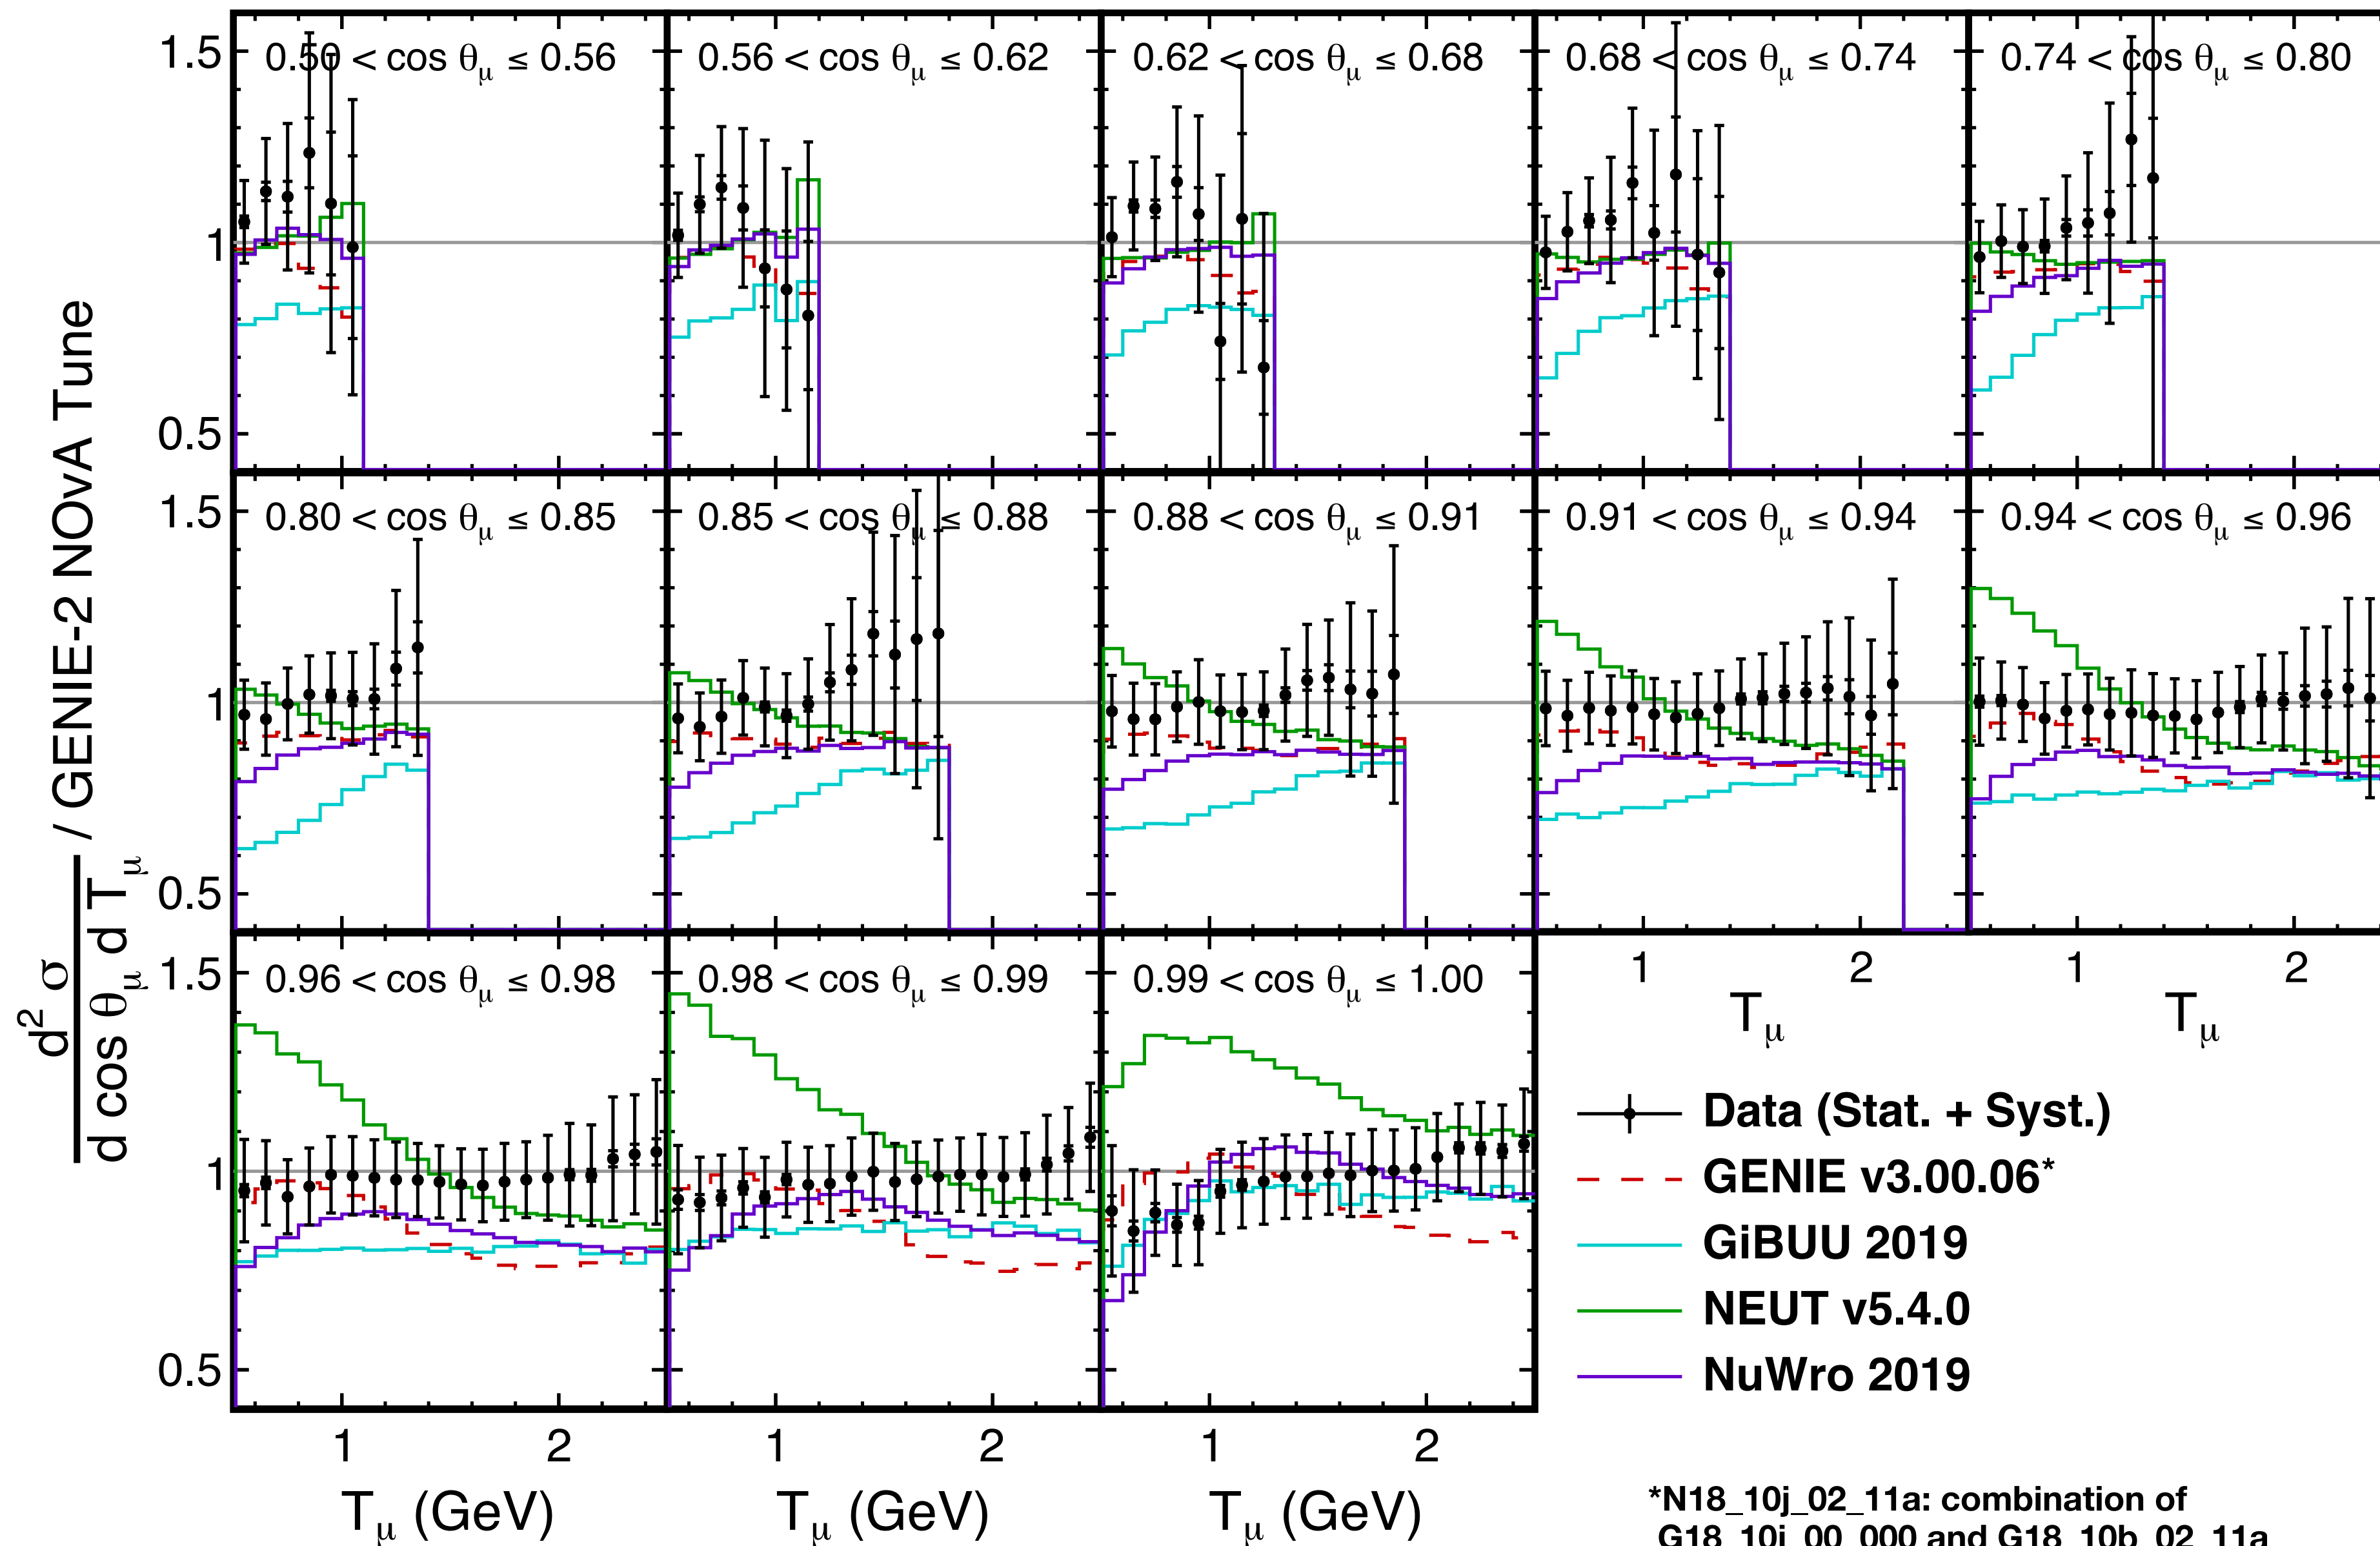 0.50 < cos θμ ≤ 0.56
0.56 < cos θμ ≤ 0.62
0.62 < cos θμ ≤ 0.68
0.68 < cos θμ ≤ 0.74
0.74 < cos θμ ≤ 0.80
1.5
1
0.5
0.80 < cos θμ ≤ 0.85
0.85 < cos θμ ≤ 0.88
0.88 < cos θμ ≤ 0.91
0.91 < cos θμ ≤ 0.94
0.94 < cos θμ ≤ 0.96
1.5
1
0.5
d² σ
d cos θμ d Tμ
/ GENIE-2 NOvA Tune
0.96 < cos θμ ≤ 0.98
0.98 < cos θμ ≤ 0.99
0.99 < cos θμ ≤ 1.00
1.5
1
0.5
1 2
1 2
Tμ
Tμ
1 2
1 2
1 2
Tμ (GeV)
Tμ (GeV)
Tμ (GeV)
Data (Stat. + Syst.)
GENIE v3.00.06*
GiBUU 2019
NEUT v5.4.0
NuWro 2019
*N18_10j_02_11a: combination of
G18_10j_00_000 and G18_10b_02_11a